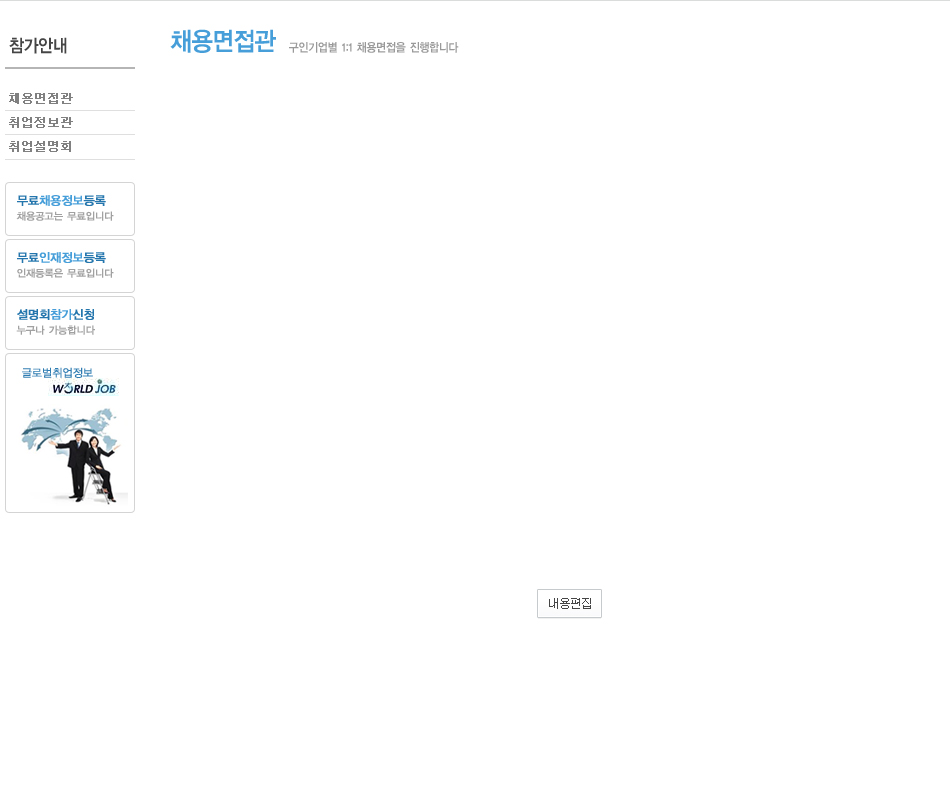 참가안내
채용면접관
취업정보관
취업설명회
무료채용정보등록
채용공고는 무료입니다
무료인재정보등록
인재등록은 무료입니다
설명회참가신청
누구나 가능합니다
글로벌취업정보
WORLD JOB
채용면접관 구인기업별 1:1 채용면접을 진행합니다
내용편집